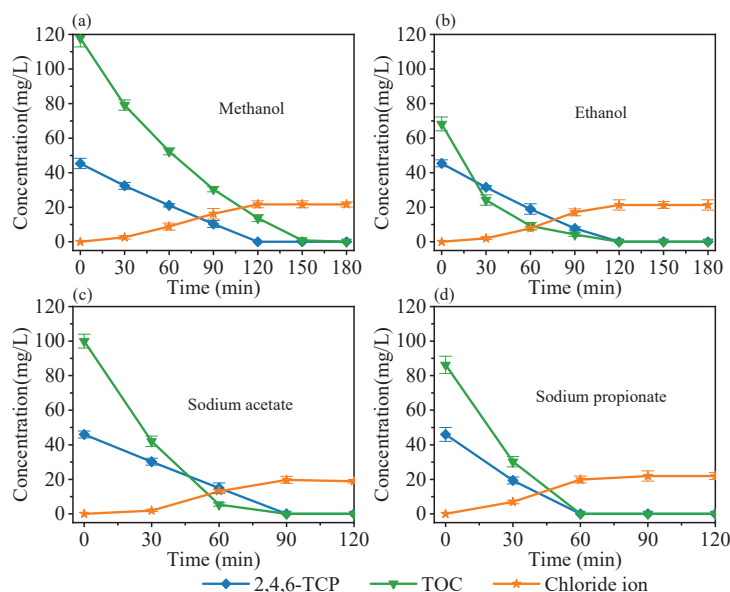 (a)
Methanol
Concentration(mg/L)
0
20
40
60
80
100
120
0 30 60 90 120 150 180
Time (min)
(b)
Ethanol
Concentration(mg/L)
0
20
40
60
80
100
120
0 30 60 90 120 150 180
Time (min)
(c)
Sodium acetate
Concentration(mg/L)
0
20
40
60
80
100
120
0 30 60 90 120
Time (min)
(d)
Sodium propionate
Concentration(mg/L)
0
20
40
60
80
100
120
0 30 60 90 120
Time (min)
2,4,6-TCP TOC Chloride ion